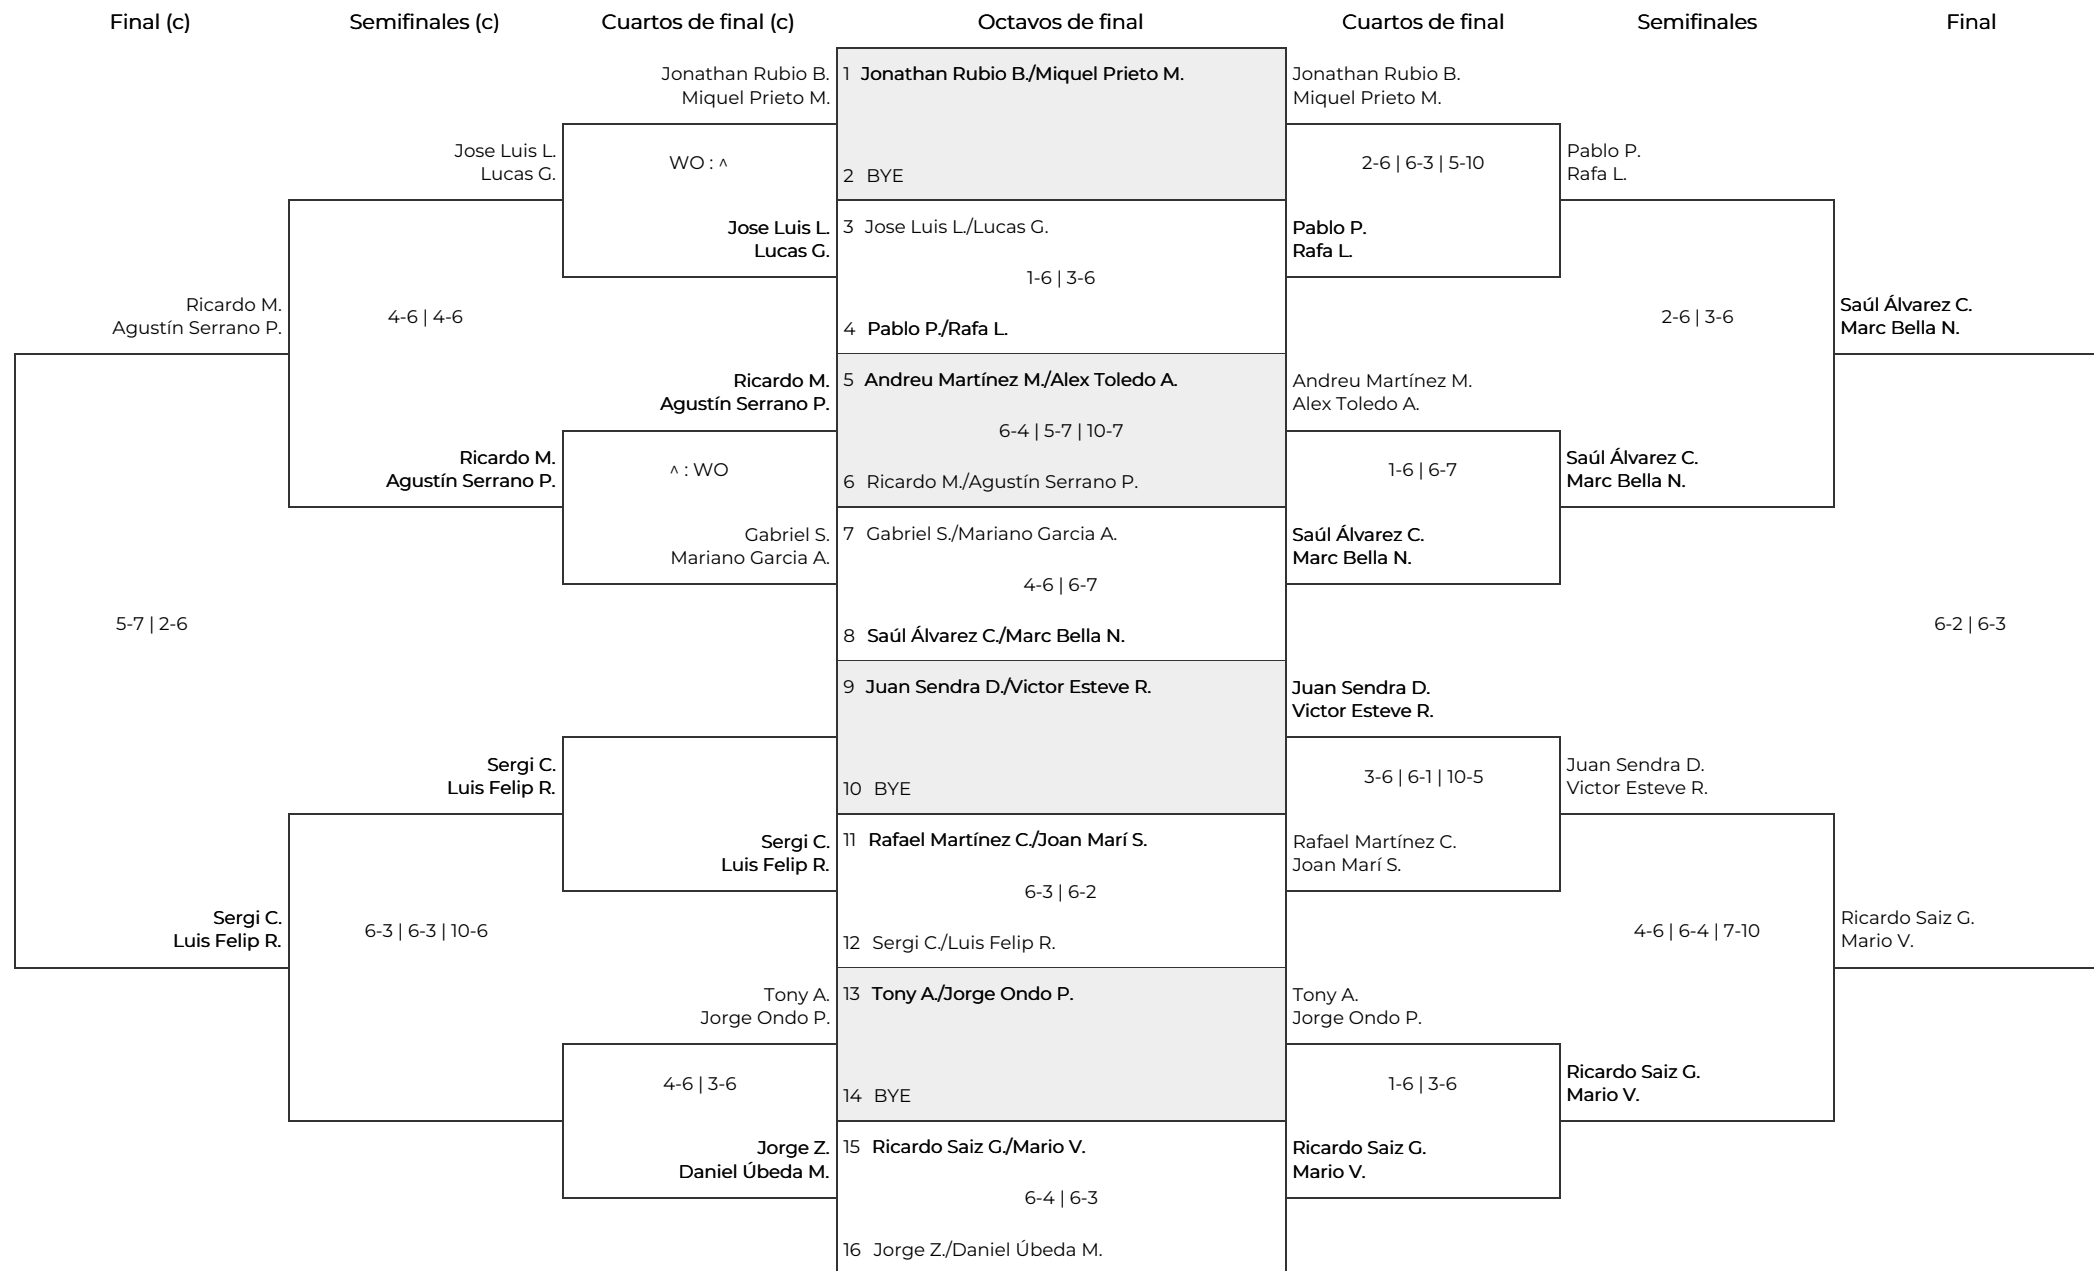 Final (c)
Semifinales (c)
Cuartos de final (c)
Octavos de final
Cuartos de final
Semifinales
Final
Jonathan Rubio B.
Miquel Prieto M.
1 Jonathan Rubio B./Miquel Prieto M.
Jonathan Rubio B.
Miquel Prieto M.
Jose Luis L.
Lucas G.
WO : ^
2 BYE
2-6 | 6-3 | 5-10
Pablo P.
Rafa L.
Jose Luis L.
Lucas G.
3 Jose Luis L./Lucas G.
1-6 | 3-6
Pablo P.
Rafa L.
Ricardo M.
Agustín Serrano P.
4-6 | 4-6
4 Pablo P./Rafa L.
2-6 | 3-6
Saúl Álvarez C.
Marc Bella N.
Ricardo M.
Agustín Serrano P.
5 Andreu Martínez M./Alex Toledo A.
6-4 | 5-7 | 10-7
Andreu Martínez M.
Alex Toledo A.
Ricardo M.
Agustín Serrano P.
^ : WO
6 Ricardo M./Agustín Serrano P.
1-6 | 6-7
Saúl Álvarez C.
Marc Bella N.
Gabriel S.
Mariano Garcia A.
7 Gabriel S./Mariano Garcia A.
4-6 | 6-7
Saúl Álvarez C.
Marc Bella N.
5-7 | 2-6
8 Saúl Álvarez C./Marc Bella N.
6-2 | 6-3
9 Juan Sendra D./Victor Esteve R.
Juan Sendra D.
Victor Esteve R.
Sergi C.
Luis Felip R.
10 BYE
3-6 | 6-1 | 10-5
Juan Sendra D.
Victor Esteve R.
Sergi C.
Luis Felip R.
11 Rafael Martínez C./Joan Marí S.
6-3 | 6-2
Rafael Martínez C.
Joan Marí S.
Sergi C.
Luis Felip R.
6-3 | 6-3 | 10-6
12 Sergi C./Luis Felip R.
4-6 | 6-4 | 7-10
Ricardo Saiz G.
Mario V.
Tony A.
Jorge Ondo P.
13 Tony A./Jorge Ondo P.
Tony A.
Jorge Ondo P.
4-6 | 3-6
14 BYE
1-6 | 3-6
Ricardo Saiz G.
Mario V.
Jorge Z.
Daniel Úbeda M.
15 Ricardo Saiz G./Mario V.
6-4 | 6-3
Ricardo Saiz G.
Mario V.
16 Jorge Z./Daniel Úbeda M.